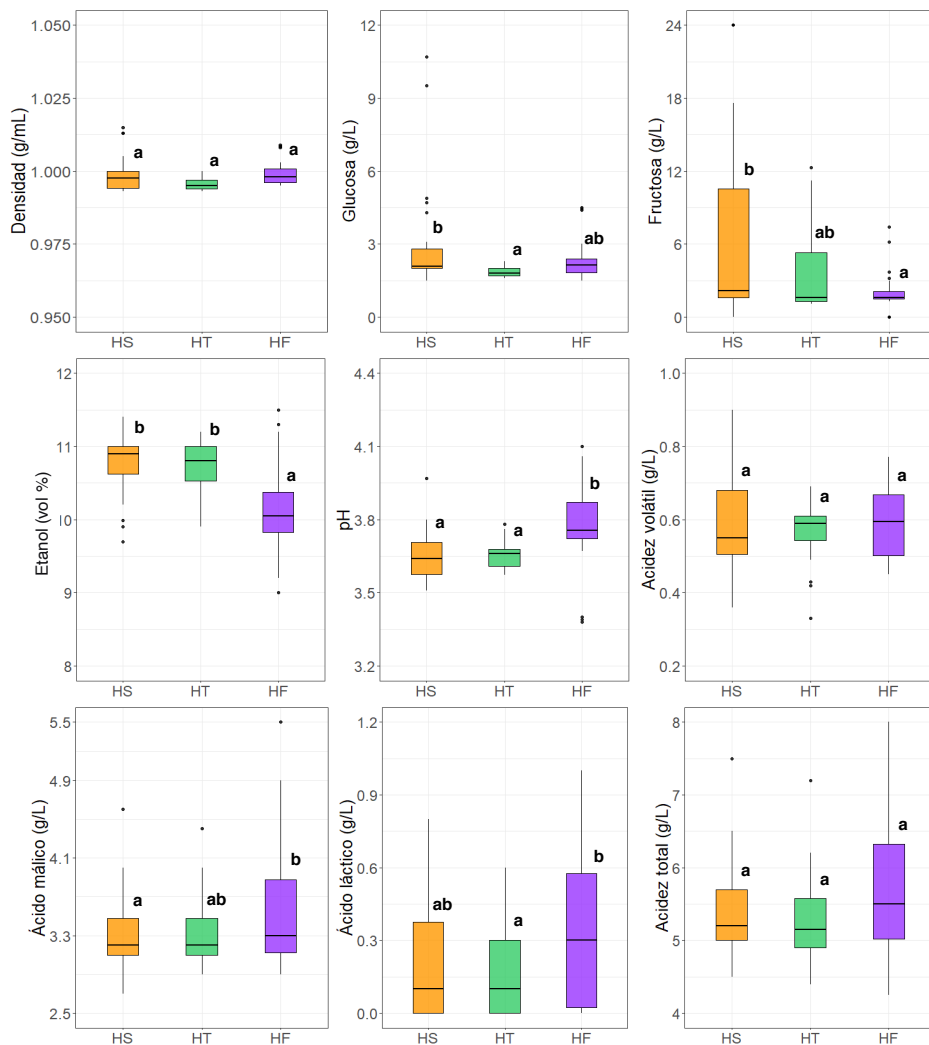 Densidad (g/mL)
1.050
1.025
1.000
0.975
0.950
a
a
a
HS
HT
HF
Glucosa (g/L)
12
9
6
3
0
b
a
ab
HS
HT
HF
Fructosa (g/L)
24
18
12
6
0
b
ab
a
HS
HT
HF
Etanol (vol %)
12
11
10
9
8
b
b
a
HS
HT
HF
pH
4.4
4.1
3.8
3.5
3.2
a
a
b
HS
HT
HF
Acidez volátil (g/L)
1.0
0.8
0.6
0.4
0.2
a
a
a
HS
HT
HF
Ácido málico (g/L)
5.5
4.9
4.1
3.3
2.5
a
ab
b
HS
HT
HF
Ácido láctico (g/L)
1.2
0.9
0.6
0.3
0.0
ab
a
b
HS
HT
HF
Acidez total (g/L)
8
7
6
5
4
a
a
a
HS
HT
HF